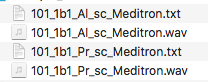 101_1b1_Al_sc_Meditron.txt
101_1b1_Al_sc_Meditron.wav
101_1b1_Pr_sc_Meditron.txt
101_1b1_Pr_sc_Meditron.wav